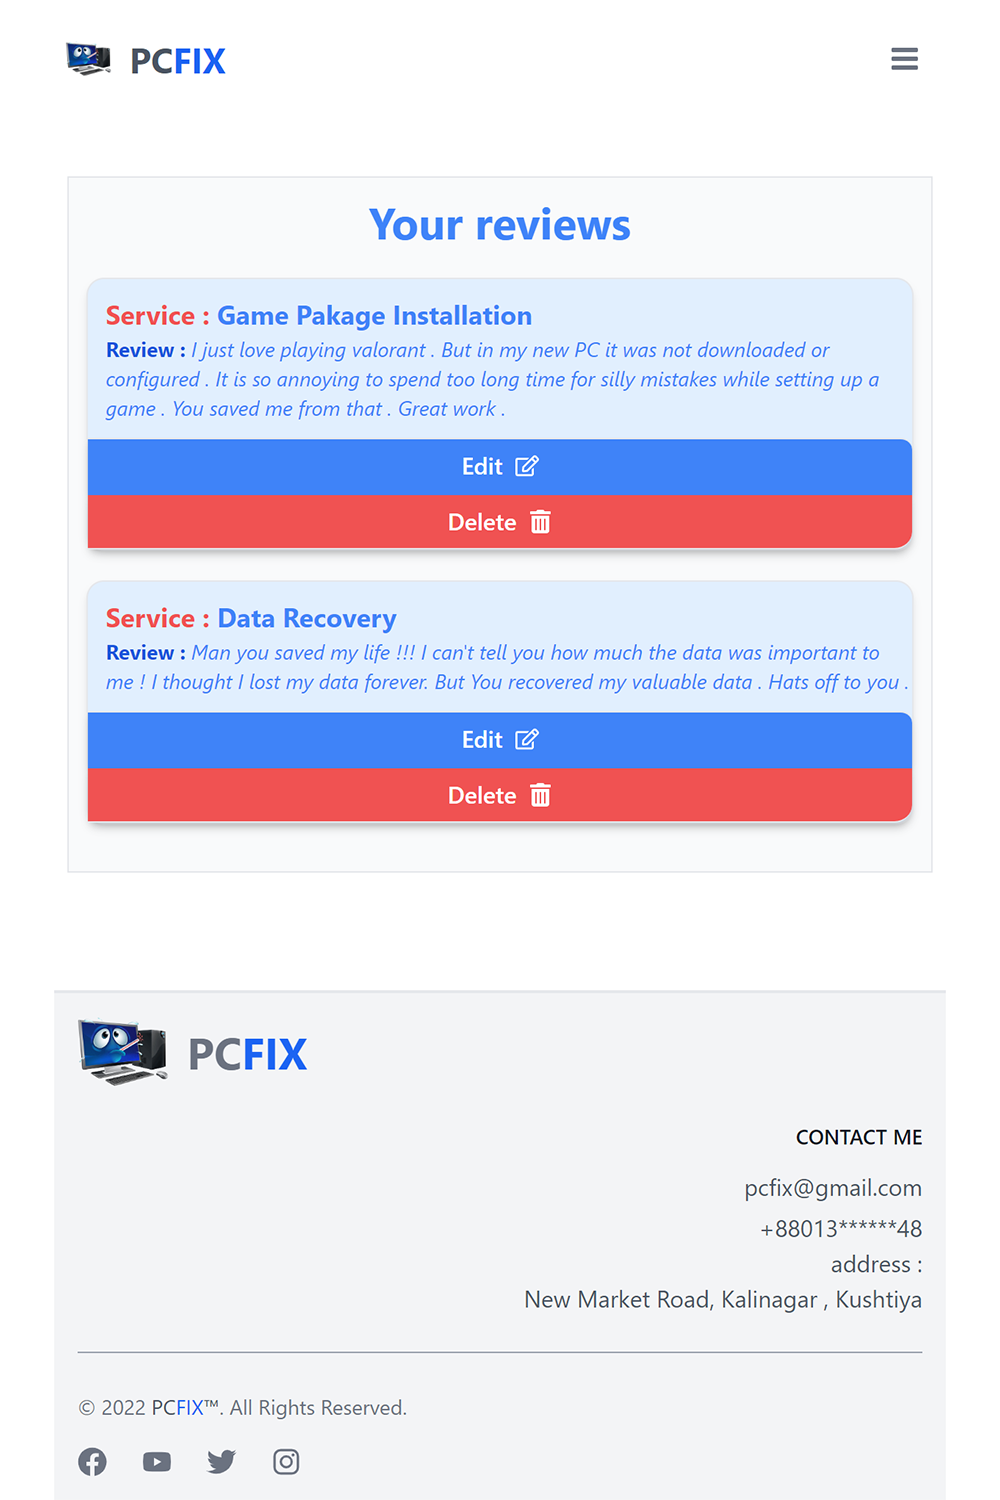 PCFIX
Your reviews
Service : Game Pakage Installation
Review : I just love playing valorant . But in my new PC it was not downloaded or
configured . It is so annoying to spend too long time for silly mistakes while setting up a
game . You saved me from that . Great work .
Edit
Delete
Service : Data Recovery
Review : Man you saved my life !!! I can't tell you how much the data was important to
me ! I thought I lost my data forever. But You recovered my valuable data . Hats off to you .
Edit
Delete
PCFIX
CONTACT ME
pcfix@gmail.com
+88013******48
address :
New Market Road, Kalinagar , Kushtiya
© 2022 PCFIX™. All Rights Reserved.